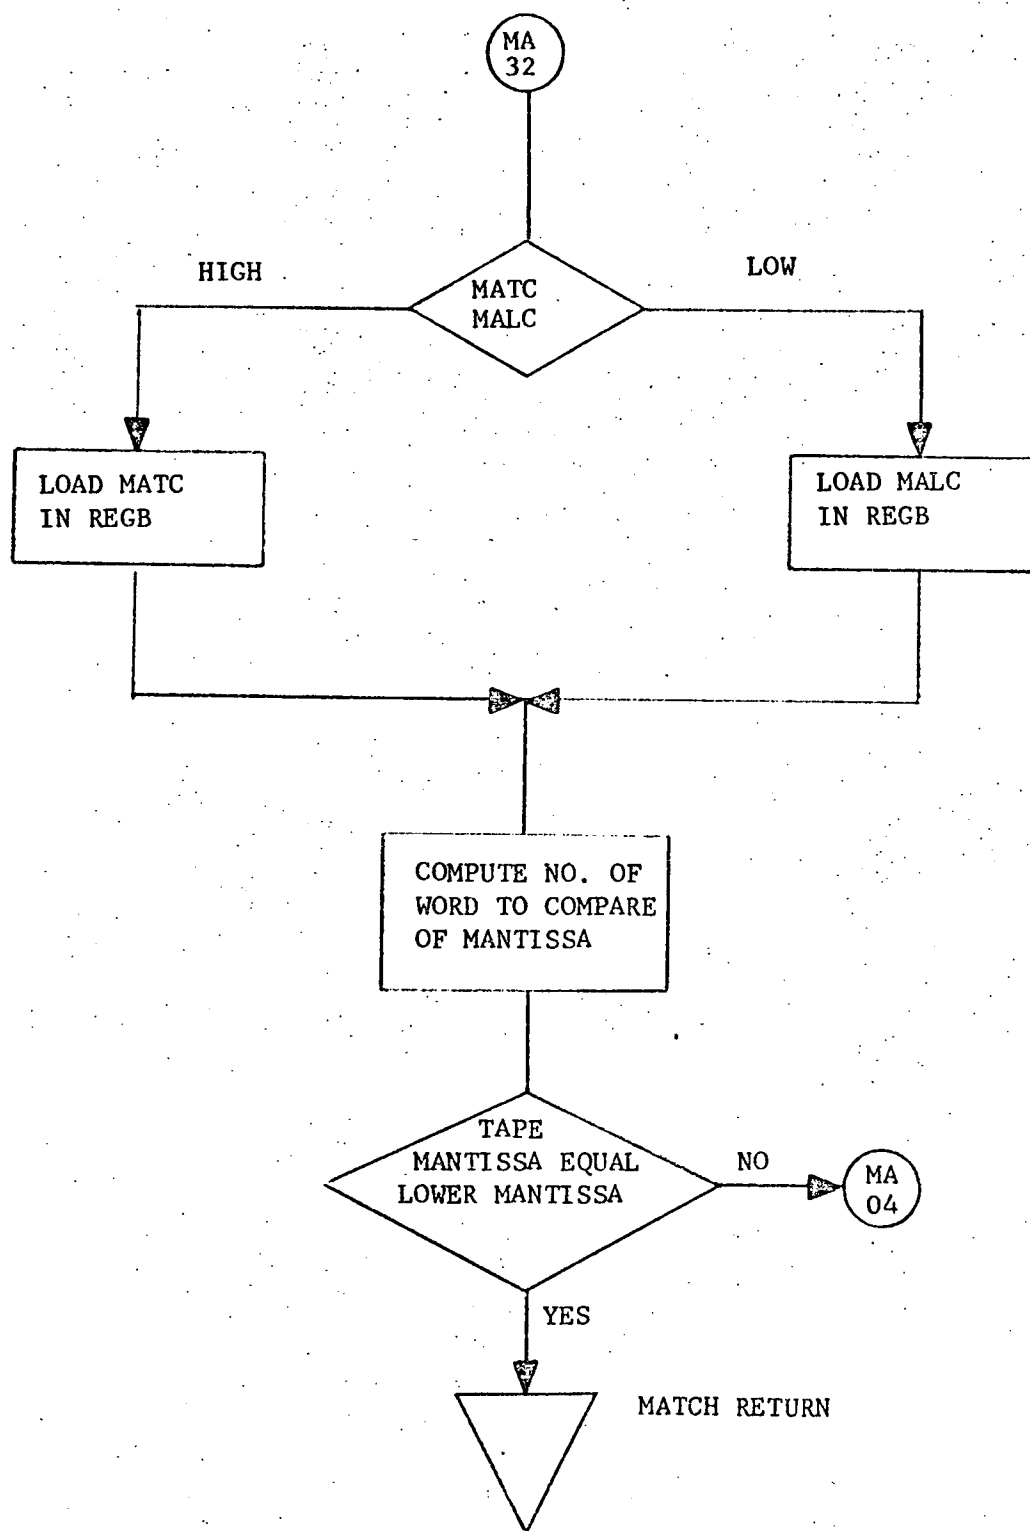 MA
32
HIGH
LOW
MATC
MALC
LOAD MATC
IN REGB
LOAD MALC
IN REGB
COMPUTE NO. OF
WORD TO COMPARE
OF MANTISSA
TAPE
MANTISSA EQUAL
LOWER MANTISSA
NO
MA
04
YES
MATCH RETURN